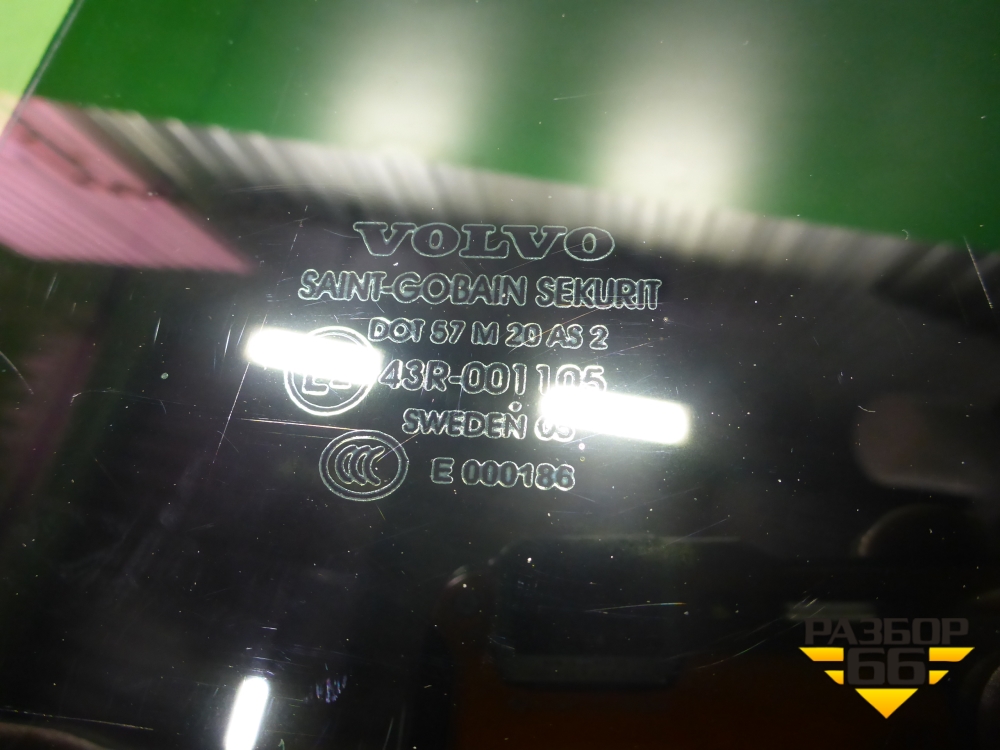 VOLVO
SAINT-GOBAIN SEKURIT
DOT 57 M 20 AS 2
43R-001105
SWEDEN
E 000186
РАЗБОР
66